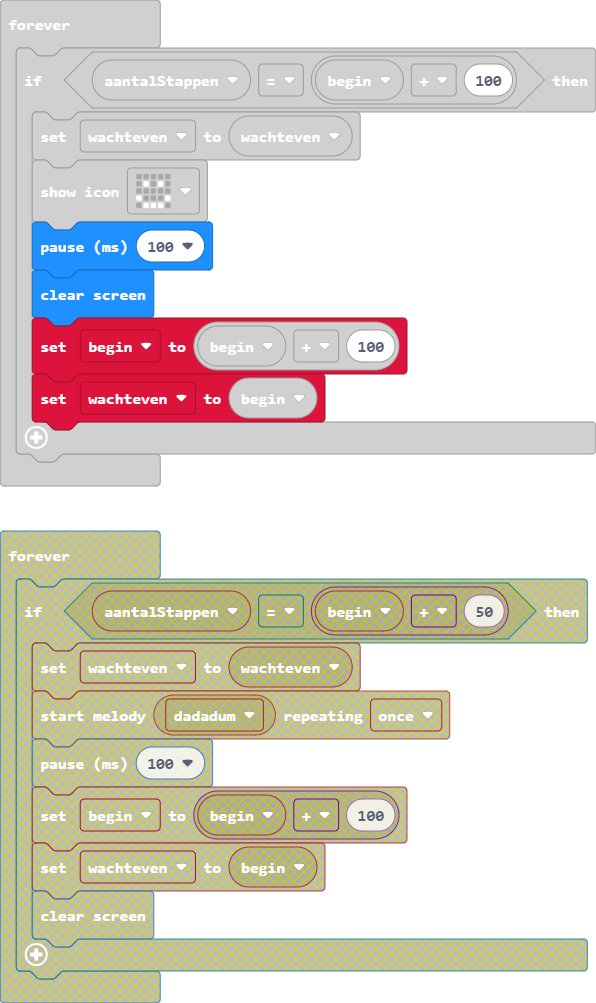 forever
if aantalStappen = begin + 100 then
set wachteven to wachteven
show icon
pause (ms) 100
clear screen
set begin to begin + 100
set wachteven to begin
forever
if aantalStappen = begin + 50 then
set wachteven to wachteven
start melody dadadum repeating once
pause (ms) 100
set begin to begin + 100
set wachteven to begin
clear screen